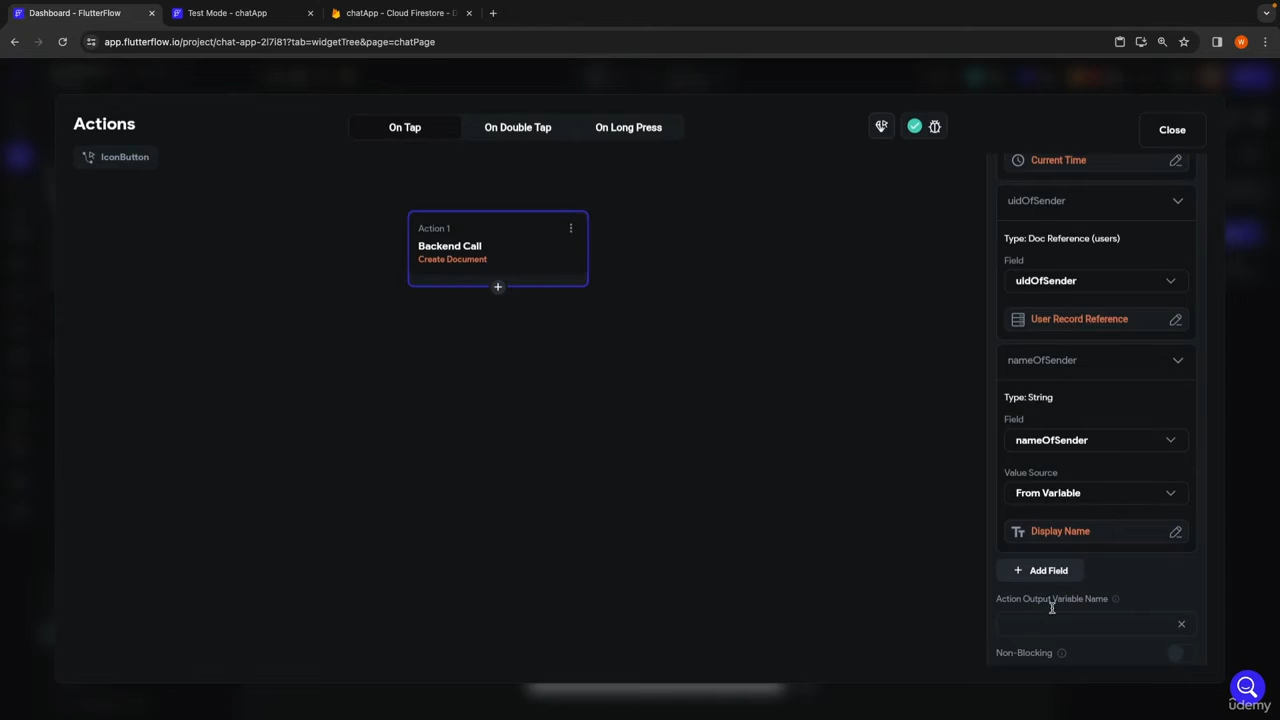 Dashboard - FlutterFlow
Test Mode - chatApp
chatApp - Cloud Firestore - D
app.flutterflow.io/project/chat-app-2l7i81?tab=widgetTree&page=chatPage
W
Actions
On Tap
On Double Tap
On Long Press
Close
IconButton
Current Time
uidOfSender
Type: Doc Reference (users)
Field
uidOfSender
User Record Reference
nameOfSender
Type: String
Field
nameOfSender
Value Source
From Variable
Display Name
Add Field
Action Output Variable Name
Non-Blocking
Action 1
Backend Call
Create Document
udemy